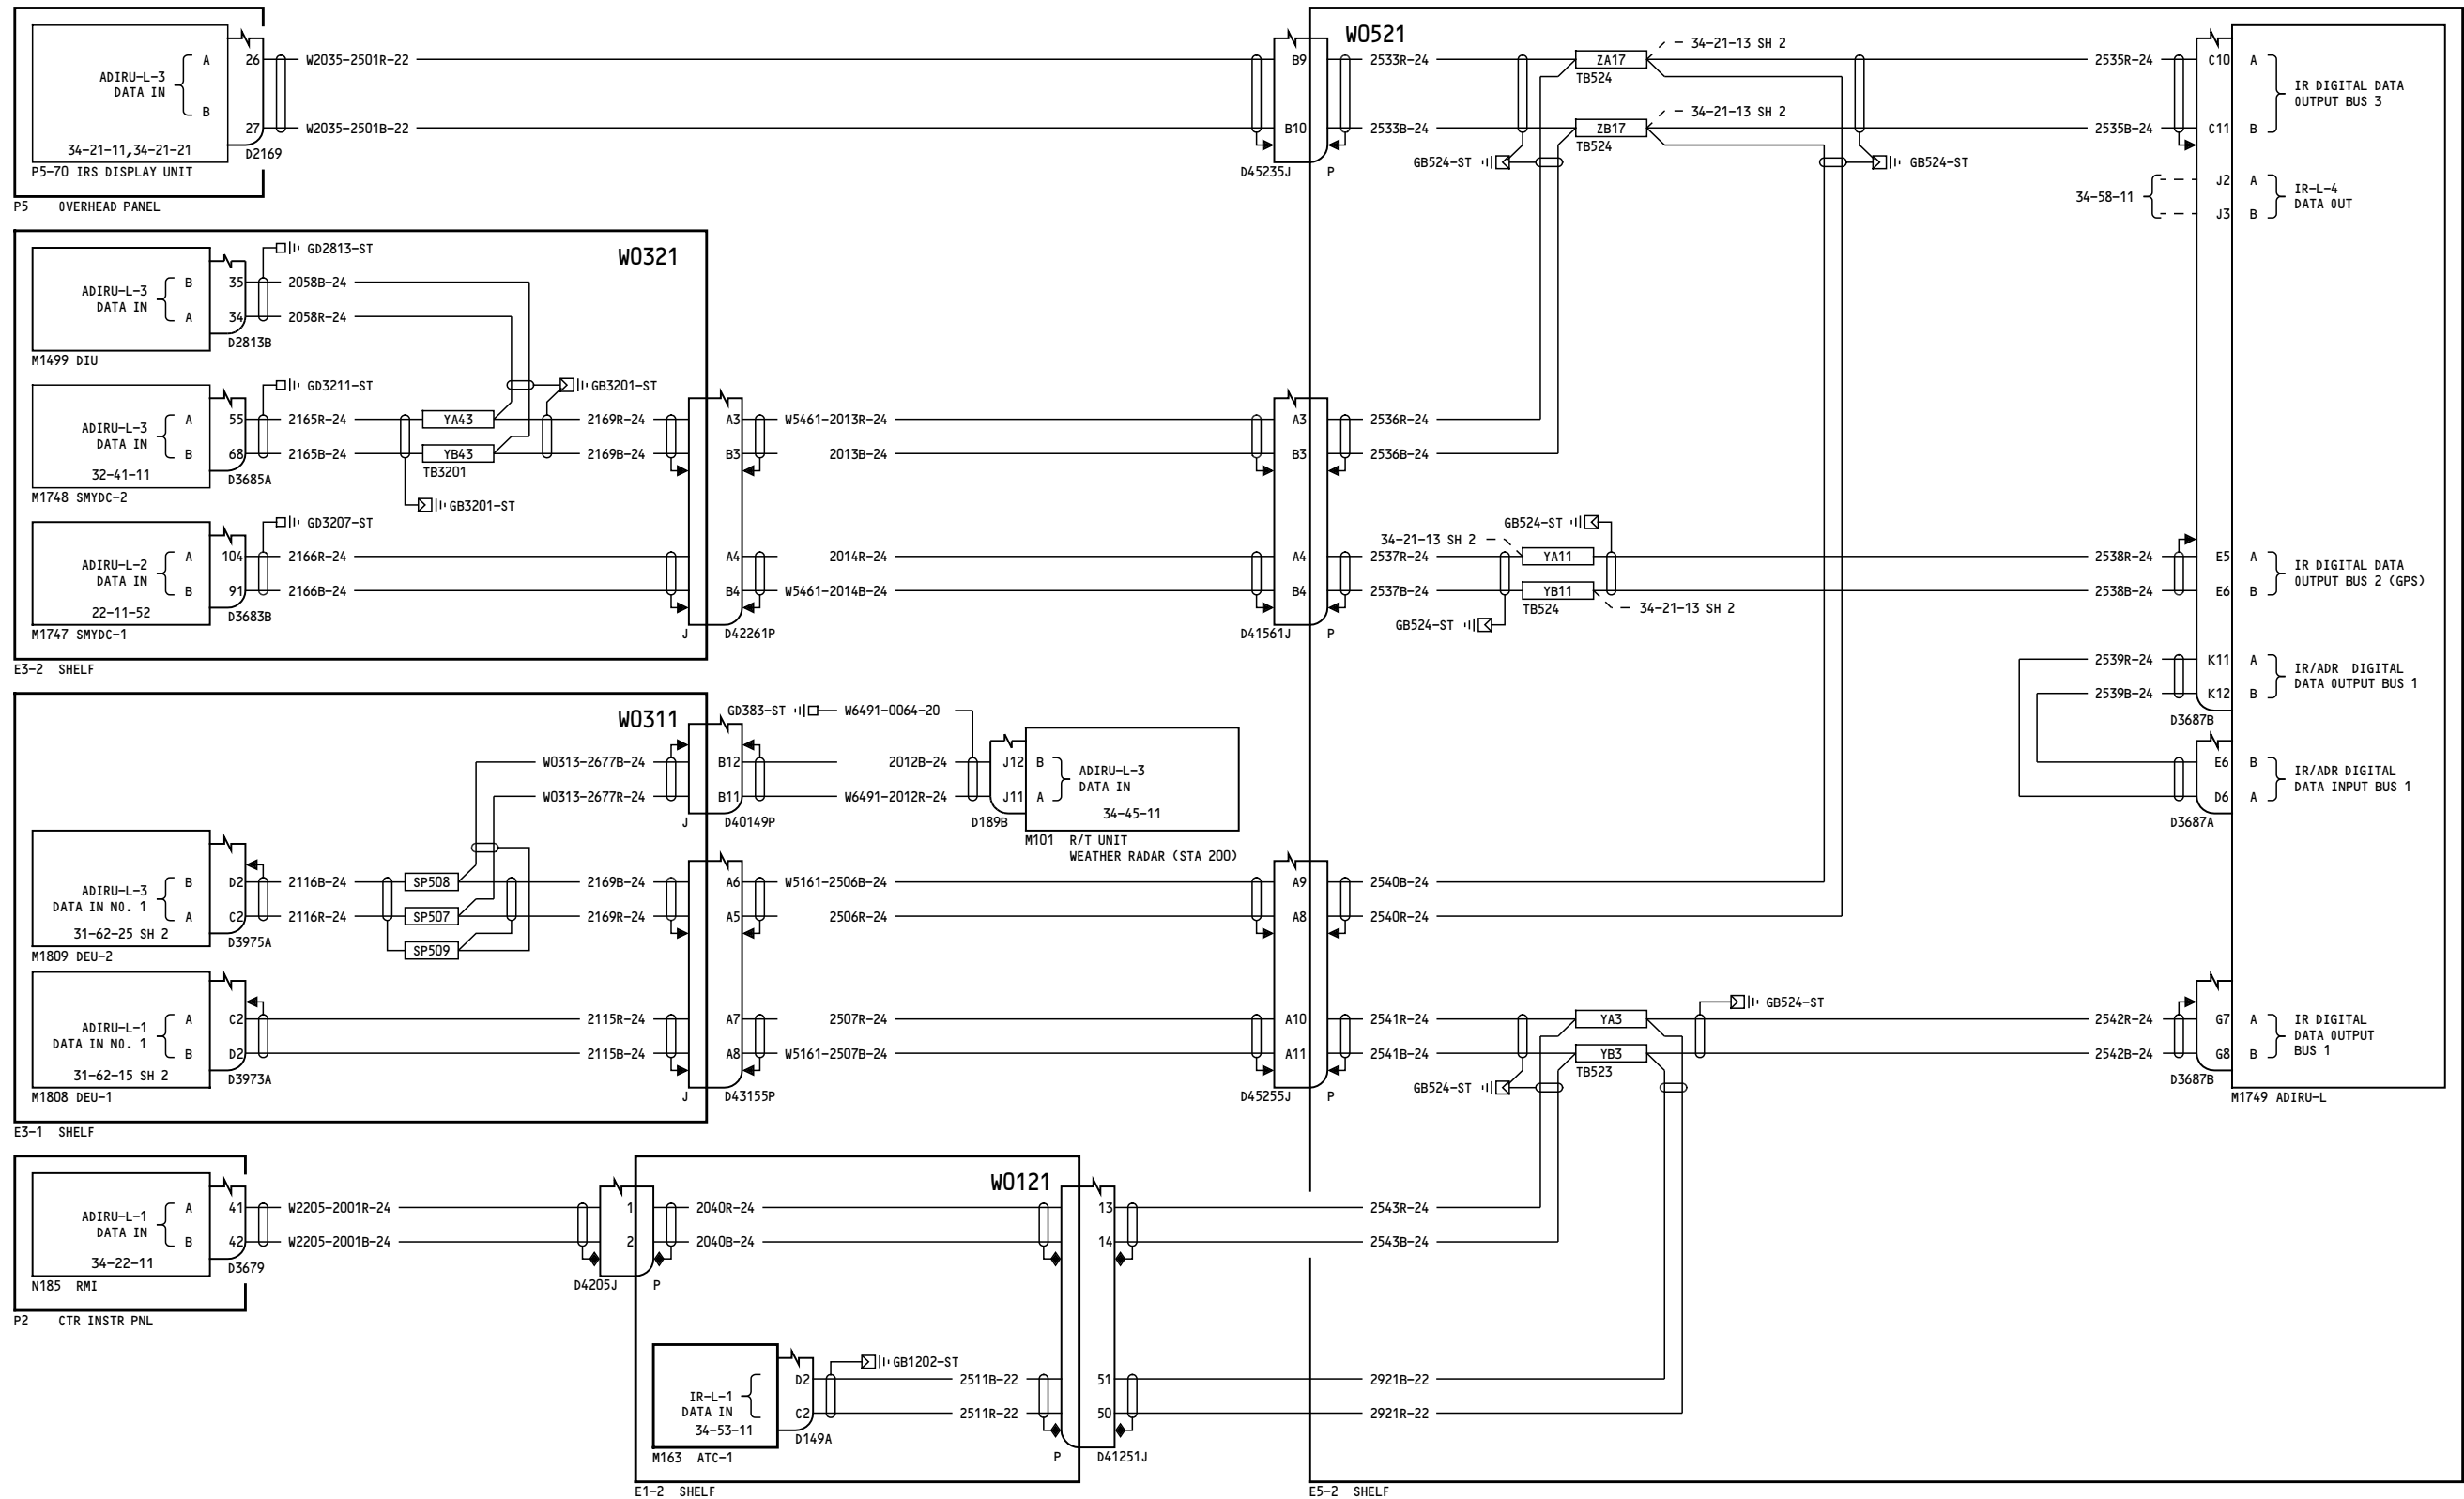 ADIRU-L-3
DATA IN
A
B
26
27
34-21-11,34-21-21
D2169
P5-70 IRS DISPLAY UNIT
P5 OVERHEAD PANEL
W2035-2501R-22
W2035-2501B-22
B9
B10
D45235J P
W0521
2533R-24
2533B-24
ZA17
TB524
ZB17
TB524
34-21-13 SH 2
34-21-13 SH 2
GB524-ST
GB524-ST
2535R-24
2535B-24
C10 A
C11 B
IR DIGITAL DATA
OUTPUT BUS 3
34-58-11
J2 A
J3 B
IR-L-4
DATA OUT
W0321
GD2813-ST
ADIRU-L-3
DATA IN
B 35
A 34
2058B-24
2058R-24
D2813B
M1499 DIU
GD3211-ST
GB3201-ST
ADIRU-L-3
DATA IN
A 55
B 68
32-41-11
2165R-24
2165B-24
YA43
YB43
TB3201
2169R-24
2169B-24
D3685A
M1748 SMYDC-2
GB3201-ST
A3
B3
W5461-2013R-24
2013B-24
A3
B3
2536R-24
2536B-24
GD3207-ST
ADIRU-L-2
DATA IN
A 104
B 91
22-11-52
2166R-24
2166B-24
D3683B
M1747 SMYDC-1
E3-2 SHELF
A4
B4
J D42261P
2014R-24
W5461-2014B-24
A4
B4
D41561J P
GB524-ST
34-21-13 SH 2
2537R-24
2537B-24
YA11
YB11
TB524
34-21-13 SH 2
GB524-ST
2538R-24
2538B-24
E5 A
E6 B
IR DIGITAL DATA
OUTPUT BUS 2 (GPS)
2539R-24
2539B-24
K11 A
K12 B
IR/ADR DIGITAL
DATA OUTPUT BUS 1
D3687B
E6 B
D6 A
IR/ADR DIGITAL
DATA INPUT BUS 1
D3687A
W0311
GD383-ST
W6491-0064-20
W0313-2677B-24
W0313-2677R-24
B12
B11
J D40149P
2012B-24
W6491-2012R-24
J12 B
J11 A
ADIRU-L-3
DATA IN
34-45-11
D189B
M101 R/T UNIT
WEATHER RADAR (STA 200)
ADIRU-L-3
DATA IN NO. 1
B D2
A C2
31-62-25 SH 2
2116B-24
2116R-24
SP508
SP507
SP509
D3975A
M1809 DEU-2
2169B-24
2169R-24
A6
A5
W5161-2506B-24
2506R-24
A9
A8
2540B-24
2540R-24
ADIRU-L-1
DATA IN NO. 1
A C2
B D2
31-62-15 SH 2
D3973A
M1808 DEU-1
E3-1 SHELF
2115R-24
2115B-24
A7
A8
J D43155P
2507R-24
W5161-2507B-24
A10
A11
D45255J P
2541R-24
2541B-24
YA3
YB3
TB523
GB524-ST
GB524-ST
2542R-24
2542B-24
G7 A
G8 B
IR DIGITAL
DATA OUTPUT
BUS 1
D3687B
M1749 ADIRU-L
ADIRU-L-1
DATA IN
A 41
B 42
34-22-11
D3679
N185 RMI
P2 CTR INSTR PNL
W2205-2001R-24
W2205-2001B-24
1
2
D4205J P
W0121
2040R-24
2040B-24
13
14
2543R-24
2543B-24
IR-L-1
DATA IN
D2
C2
34-53-11
D149A
M163 ATC-1
GB1202-ST
2511B-22
2511R-22
51
50
P D41251J
2921B-22
2921R-22
E1-2 SHELF
E5-2 SHELF